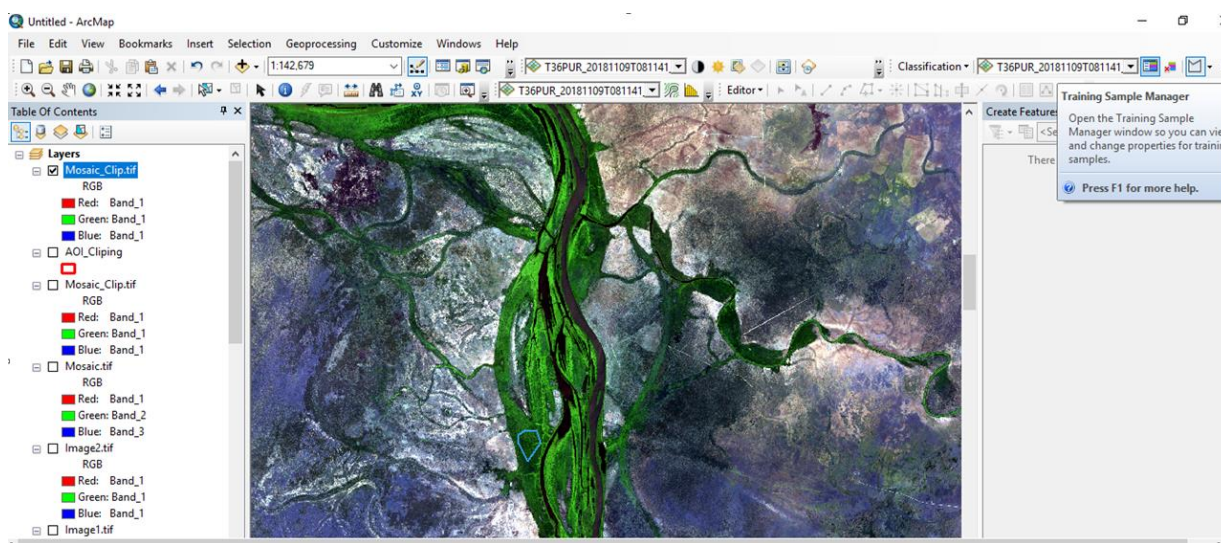 Untitled - ArcMap
File Edit View Bookmarks Insert Selection Geoprocessing Customize Windows Help
1:142,679 T36PUR_20181109T081141_ Classification T36PUR_20181109T081141_
T36PUR_20181109T081141_ Editor
Table Of Contents
Create Features
Layers
Mosaic_Clip.tif
RGB
Red: Band_1
Green: Band_1
Blue: Band_1
AOI_Cliping
Mosaic_Clip.tif
RGB
Red: Band_1
Green: Band_1
Blue: Band_1
Mosaic.tif
RGB
Red: Band_1
Green: Band_2
Blue: Band_3
Image2.tif
RGB
Red: Band_1
Green: Band_1
Blue: Band_1
Image1.tif
<Se
There
Training Sample Manager
Open the Training Sample
Manager window so you can vie
and change properties for trainin
samples.
Press F1 for more help.